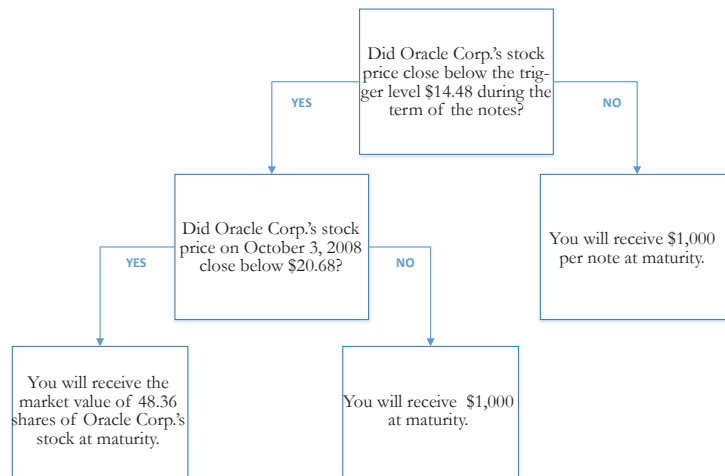 Did Oracle Corp.'s stock
price close below the trig-
ger level $14.48 during the
term of the notes?
YES
NO
Did Oracle Corp.'s stock
price on October 3, 2008
close below $20.68?
You will receive $1,000
per note at maturity.
YES
NO
You will receive the
market value of 48.36
shares of Oracle Corp.'s
stock at maturity.
You will receive $1,000
at maturity.